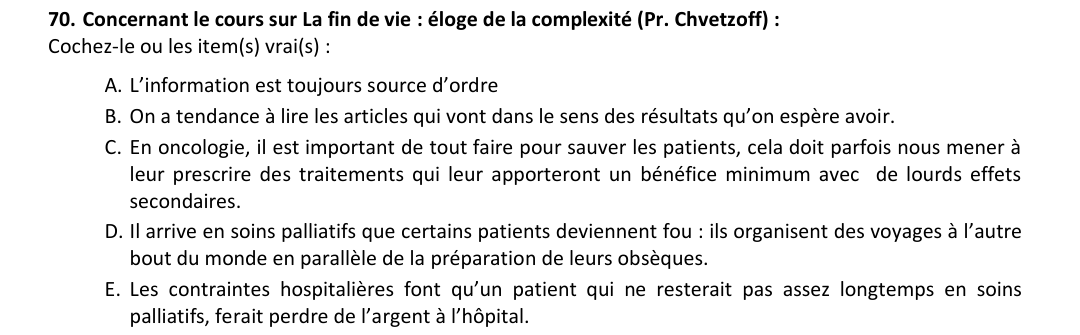 70. Concernant le cours sur La fin de vie : éloge de la complexité (Pr. Chvetzoff) :
Cochez-le ou les item(s) vrai(s) :
A. L’information est toujours source d’ordre
B. On a tendance à lire les articles qui vont dans le sens des résultats qu’on espère avoir.
C. En oncologie, il est important de tout faire pour sauver les patients, cela doit parfois nous mener à
leur prescrire des traitements qui leur apporteront un bénéfice minimum avec de lourds effets
secondaires.
D. Il arrive en soins palliatifs que certains patients deviennent fou : ils organisent des voyages à l’autre
bout du monde en parallèle de la préparation de leurs obsèques.
E. Les contraintes hospitalières font qu’un patient qui ne resterait pas assez longtemps en soins
palliatifs, ferait perdre de l’argent à l’hôpital.